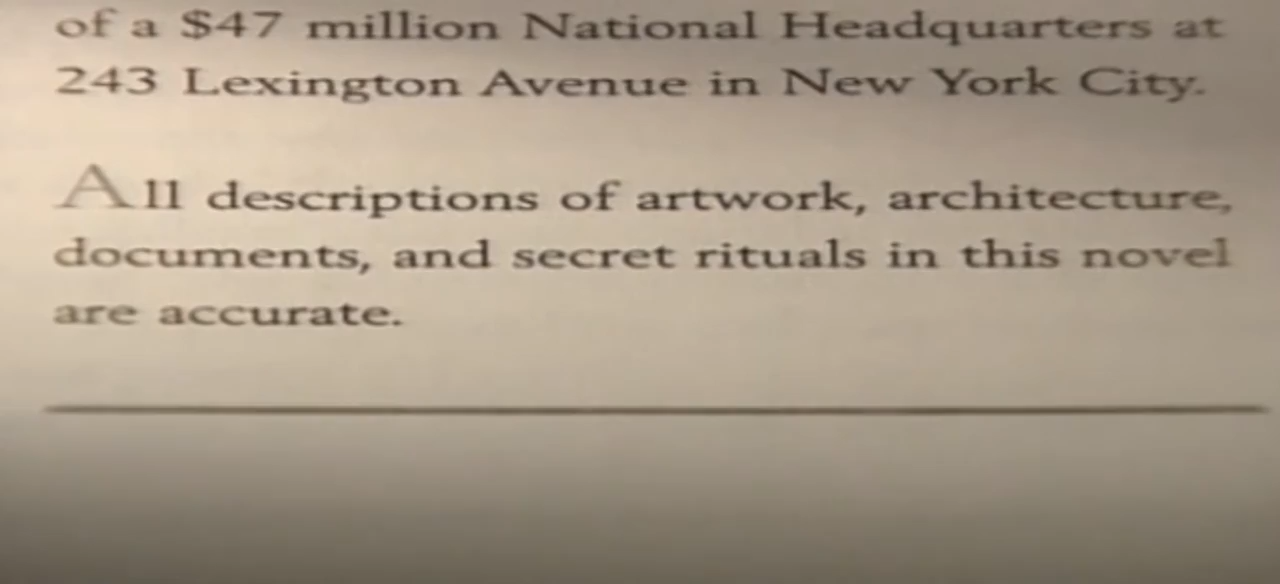 of a $47 million National Headquarters at
243 Lexington Avenue in New York City.
All descriptions of artwork, architecture,
documents, and secret rituals in this novel
are accurate.